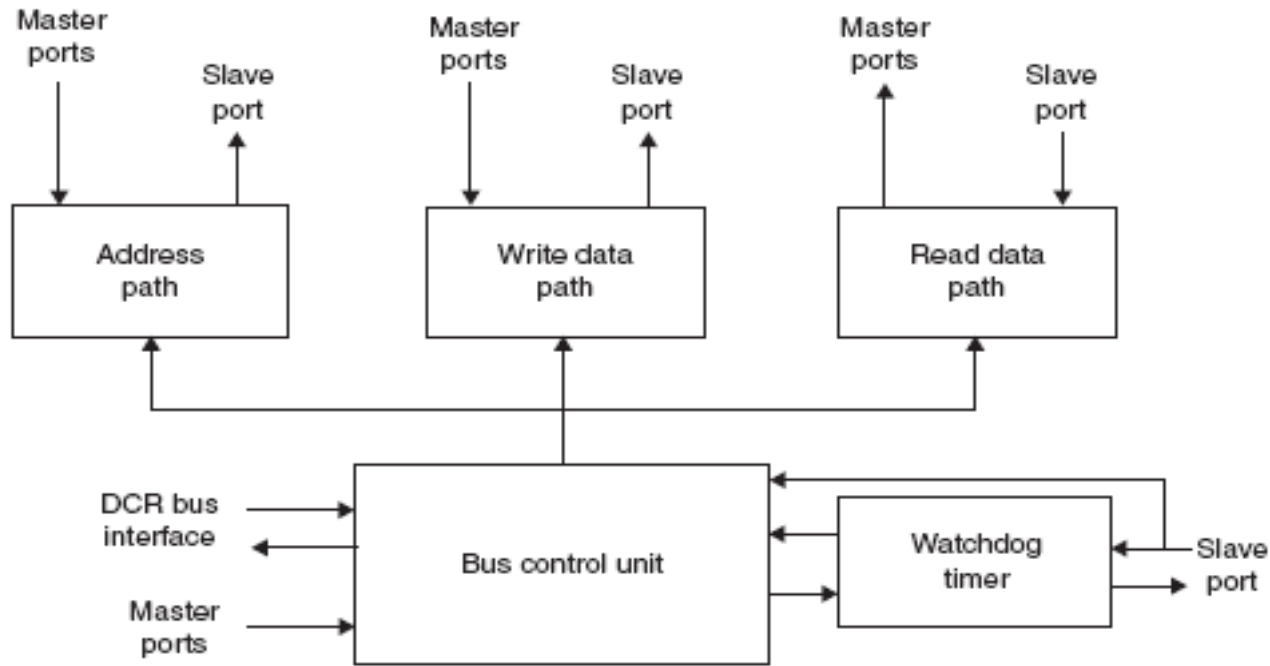 Master
ports
Slave
port
Master
ports
Slave
port
Master
ports
Slave
port
Address
path
Write data
path
Read data
path
DCR bus
interface
Master
ports
Bus control unit
Watchdog
timer
Slave
port